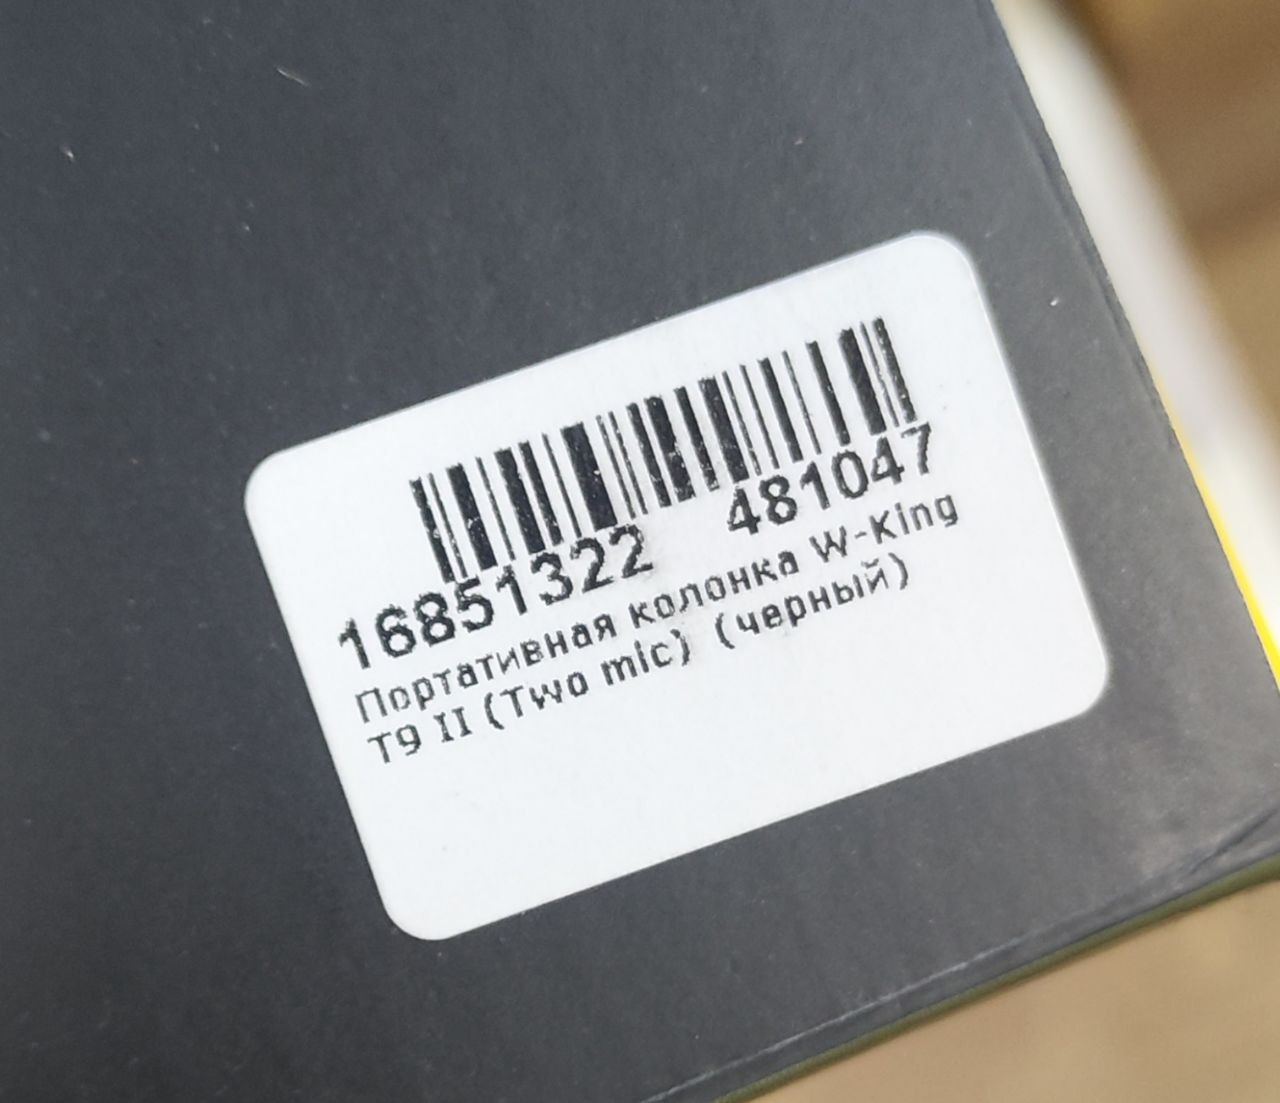 16851322 481047
Портативная колонка W-King
T9 II (Two mic) (черный)